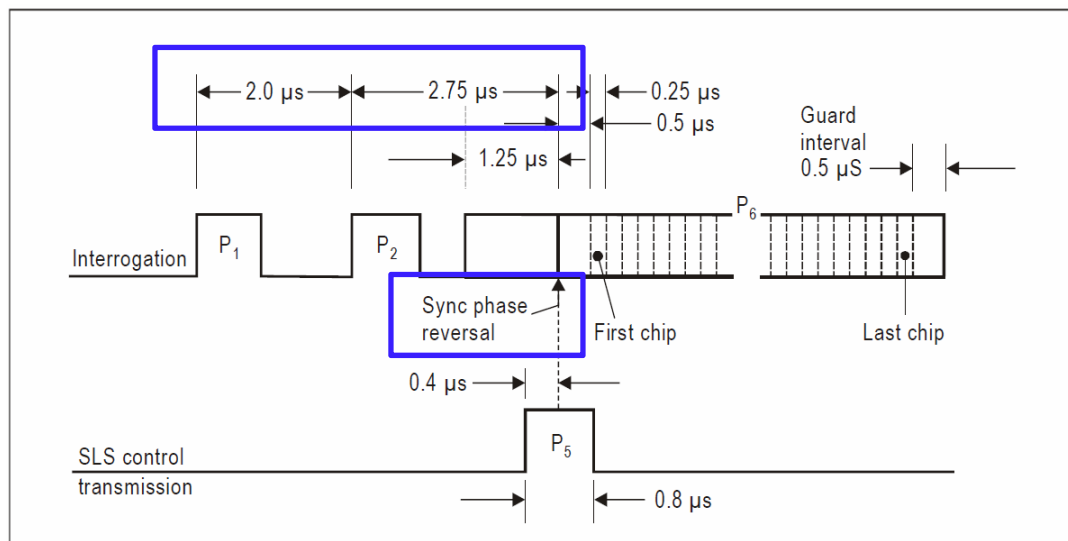 2.0 µs
2.75 µs
0.25 µs
0.5 µs
1.25 µs
Guard
interval
0.5 µS
Interrogation
P1
P2
P6
Sync phase
reversal
First chip
Last chip
0.4 µs
SLS control
transmission
P5
0.8 µs